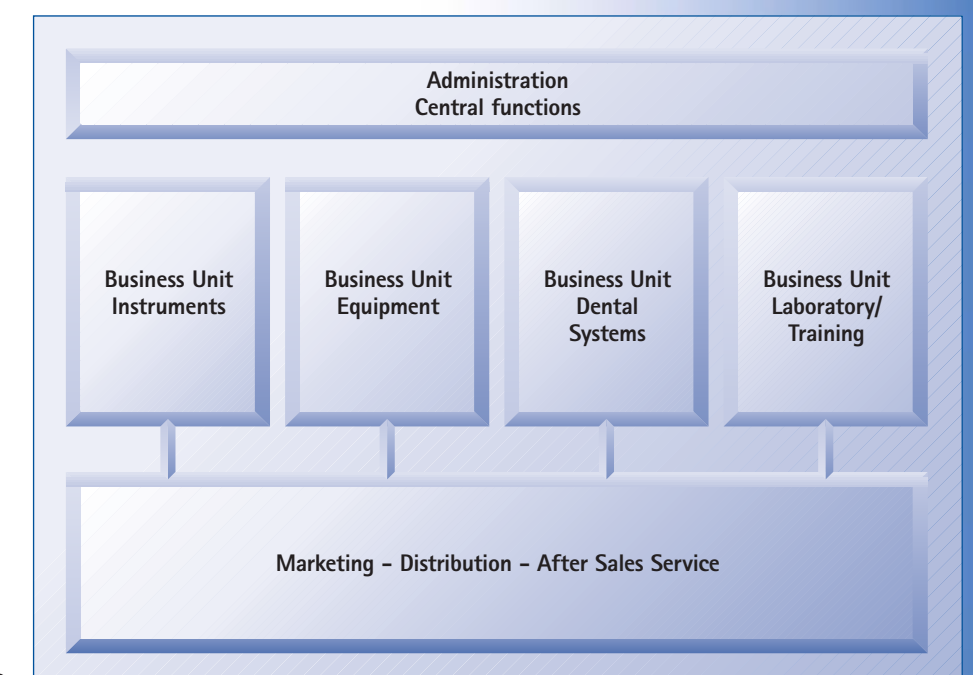 Administration
Central functions
Business Unit
Instruments
Business Unit
Equipment
Business Unit
Dental
Systems
Business Unit
Laboratory/
Training
Marketing – Distribution – After Sales Service